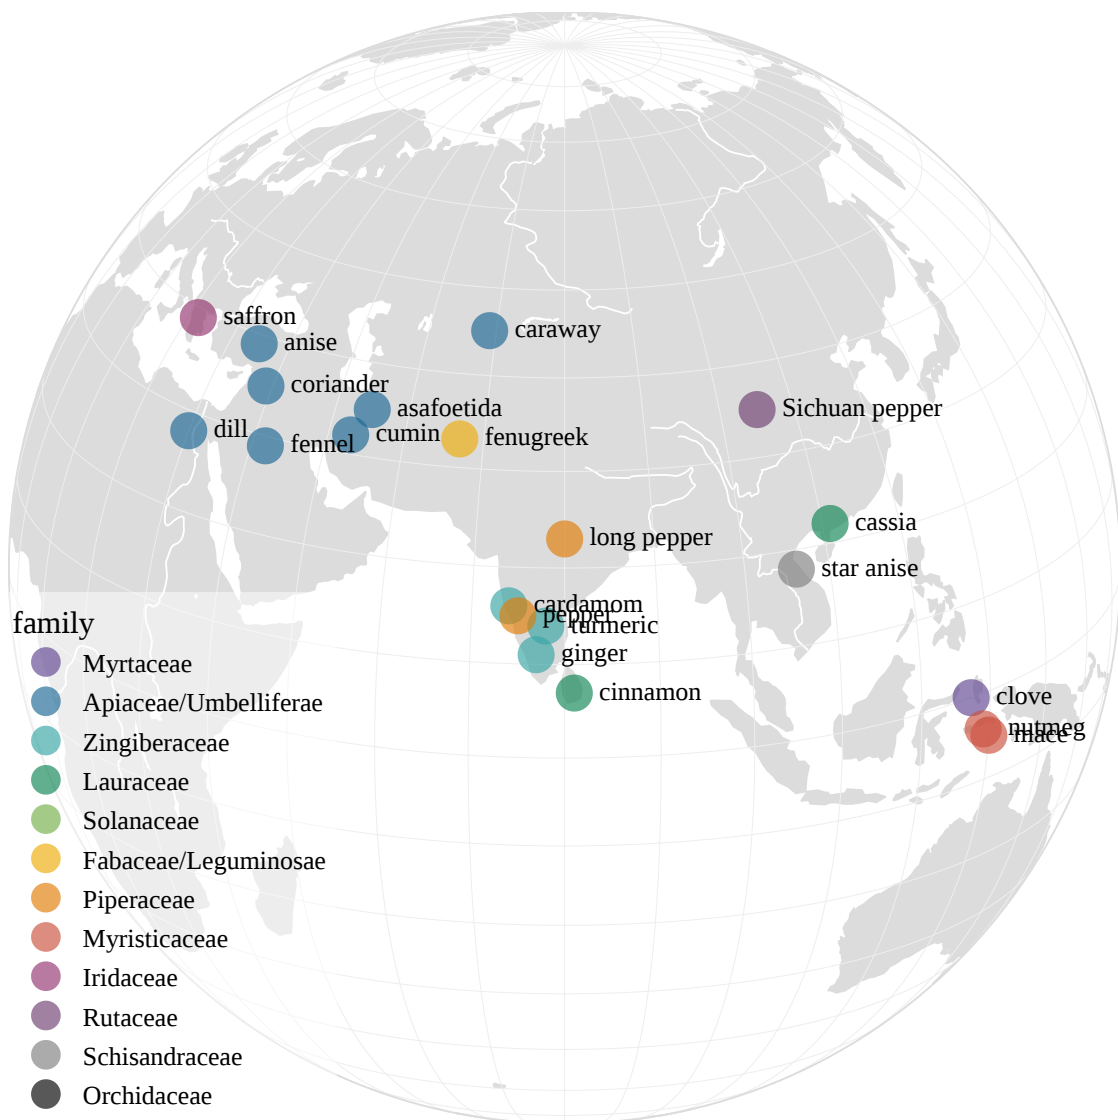 saffron
anise
caraway
coriander
asafoetida
Sichuan pepper
dill
cumin
fenugreek
fennel
cassia
long pepper
star anise
cardamom
pepper
turmeric
ginger
cinnamon
clove
nutmeg
mace
family
Myrtaceae
Apiaceae/Umbelliferae
Zingiberaceae
Lauraceae
Solanaceae
Fabaceae/Leguminosae
Piperaceae
Myristicaceae
Iridaceae
Rutaceae
Schisandraceae
Orchidaceae